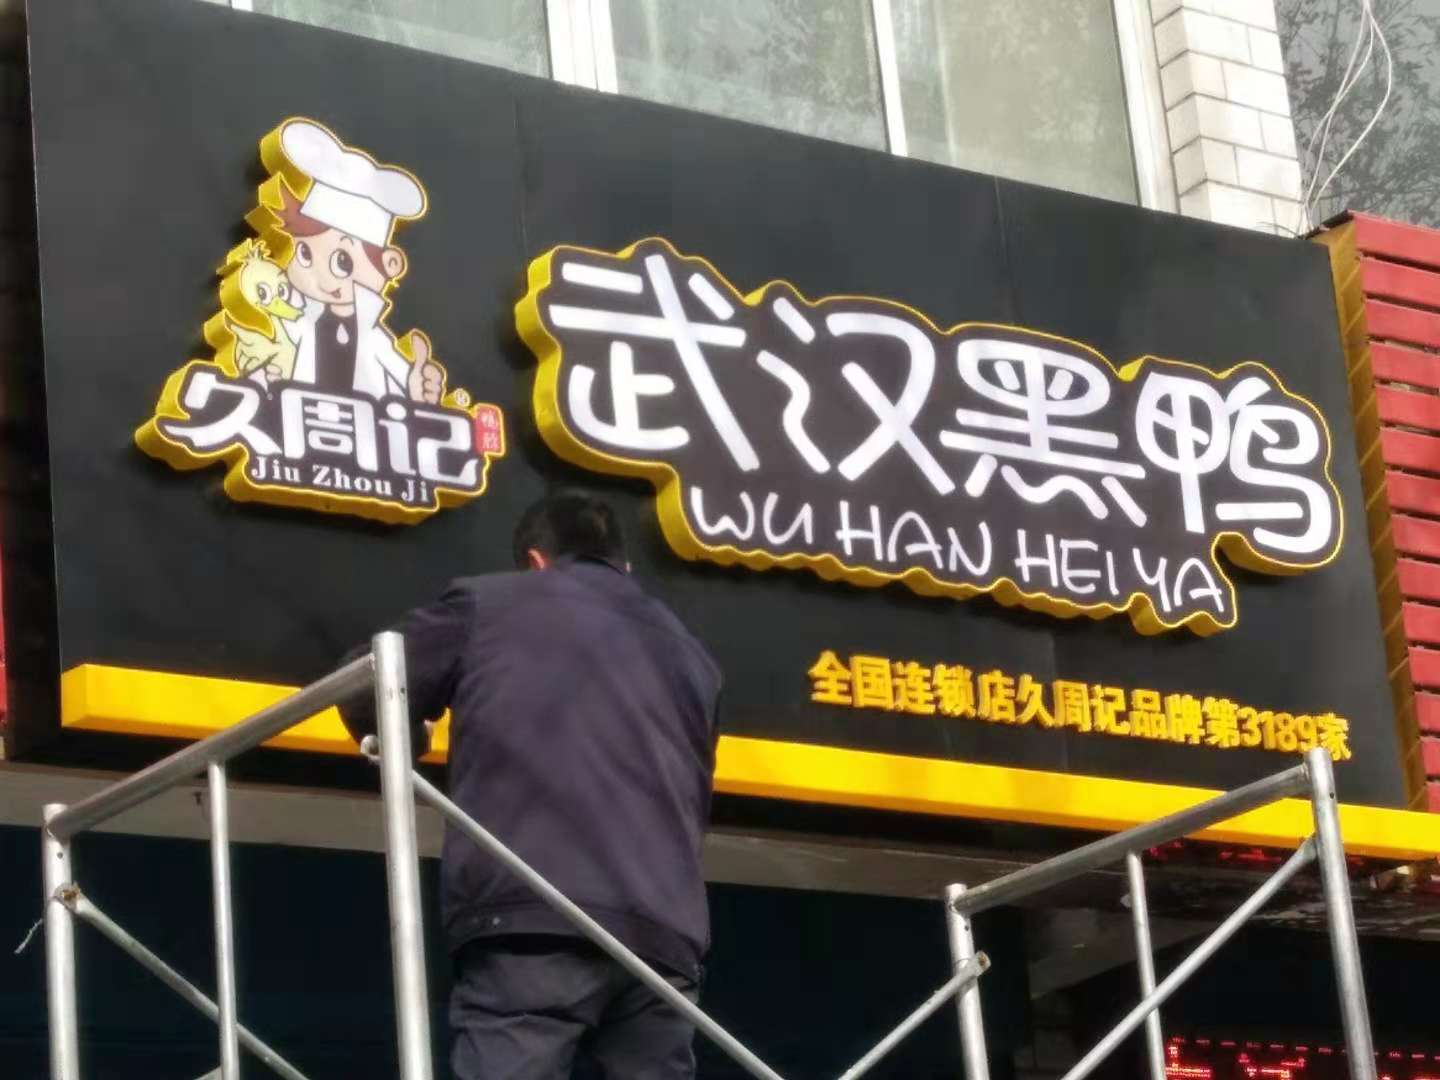 久周记®
Jiu Zhou Ji
武汉黑鸭
WU HAN HEI YA
全国连锁店久周记品牌第3189家